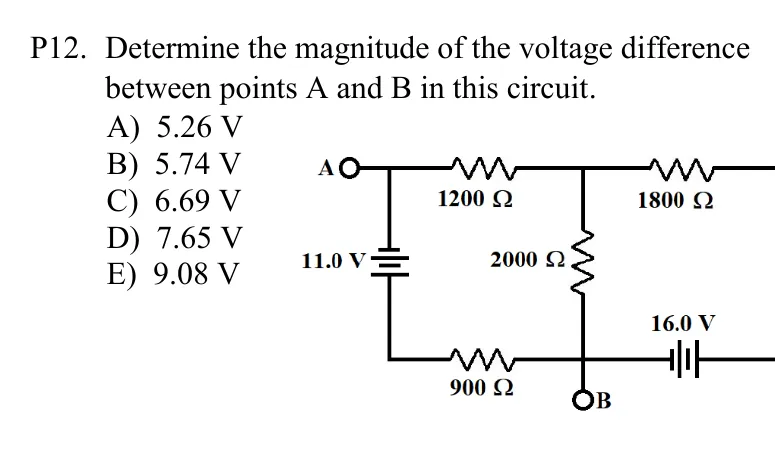 P12. Determine the magnitude of the voltage difference
between points A and B in this circuit.
A) 5.26 V
B) 5.74 V
C) 6.69 V
D) 7.65 V
E) 9.08 V
A
1200 Ω
1800 Ω
11.0 V
2000 Ω
16.0 V
900 Ω
B